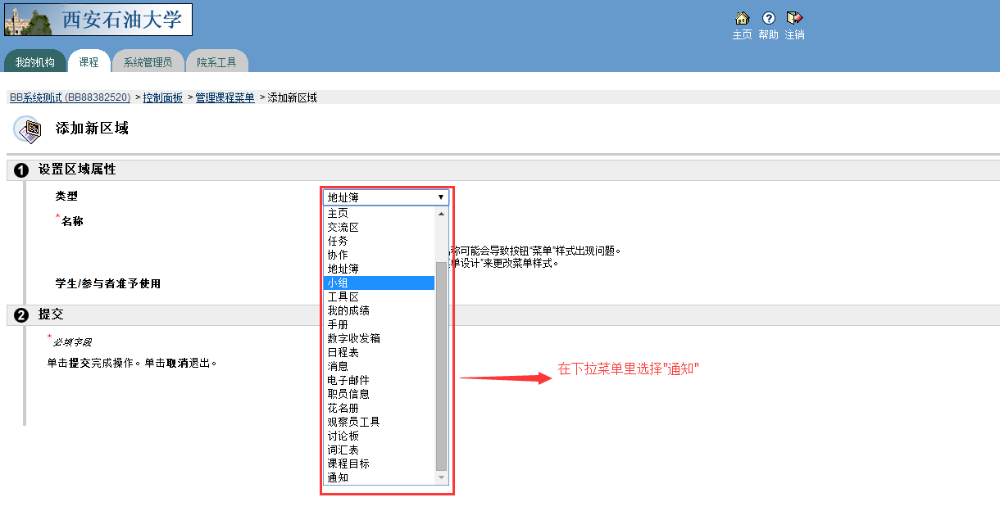 西安石油大学
主页 帮助 注销
我的机构 课程 系统管理员 院系工具
BB系统测试 (BB88382520) > 控制面板 > 管理课程菜单 > 添加新区域
添加新区域
1 设置区域属性
类型
地址簿
*名称
主页
交流区
任务
协作
地址簿
小组
工具区
我的成绩
手册
数字收发箱
日程表
消息
电子邮件
职员信息
花名册
观察员工具
讨论板
词汇表
课程目标
通知
称可能会导致按钮“菜单”样式出现问题。
单设计”来更改菜单样式。
学生/参与者准予使用
2 提交
*必填字段
单击提交完成操作。单击取消退出。
在下拉菜单里选择"通知"